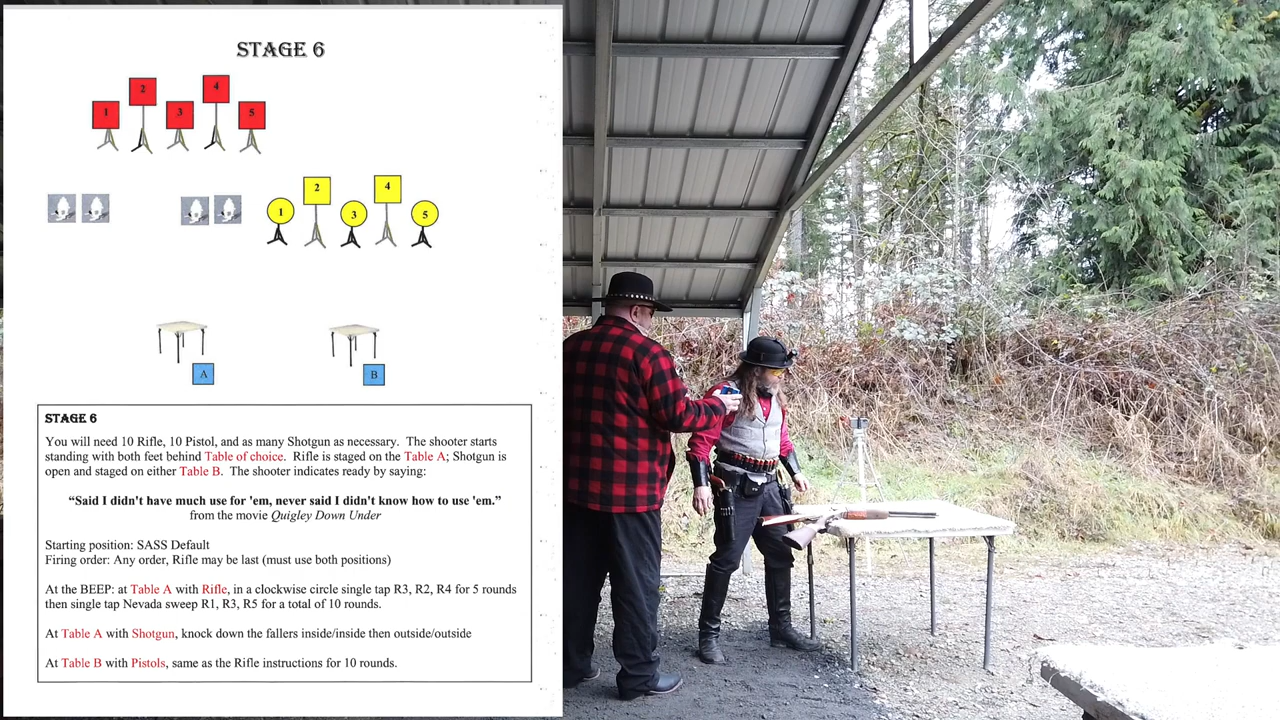 STAGE 6
2 4
1 3 5
2 4
1 3 5
A B
STAGE 6
You will need 10 Rifle, 10 Pistol, and as many Shotgun as necessary. The shooter starts
standing with both feet behind Table of choice. Rifle is staged on the Table A; Shotgun is
open and staged on either Table B. The shooter indicates ready by saying:
“Said I didn't have much use for 'em, never said I didn't know how to use 'em.”
from the movie Quigley Down Under
Starting position: SASS Default
Firing order: Any order, Rifle may be last (must use both positions)
At the BEEP: at Table A with Rifle, in a clockwise circle single tap R3, R2, R4 for 5 rounds
then single tap Nevada sweep R1, R3, R5 for a total of 10 rounds.
At Table A with Shotgun, knock down the fallers inside/inside then outside/outside
At Table B with Pistols, same as the Rifle instructions for 10 rounds.